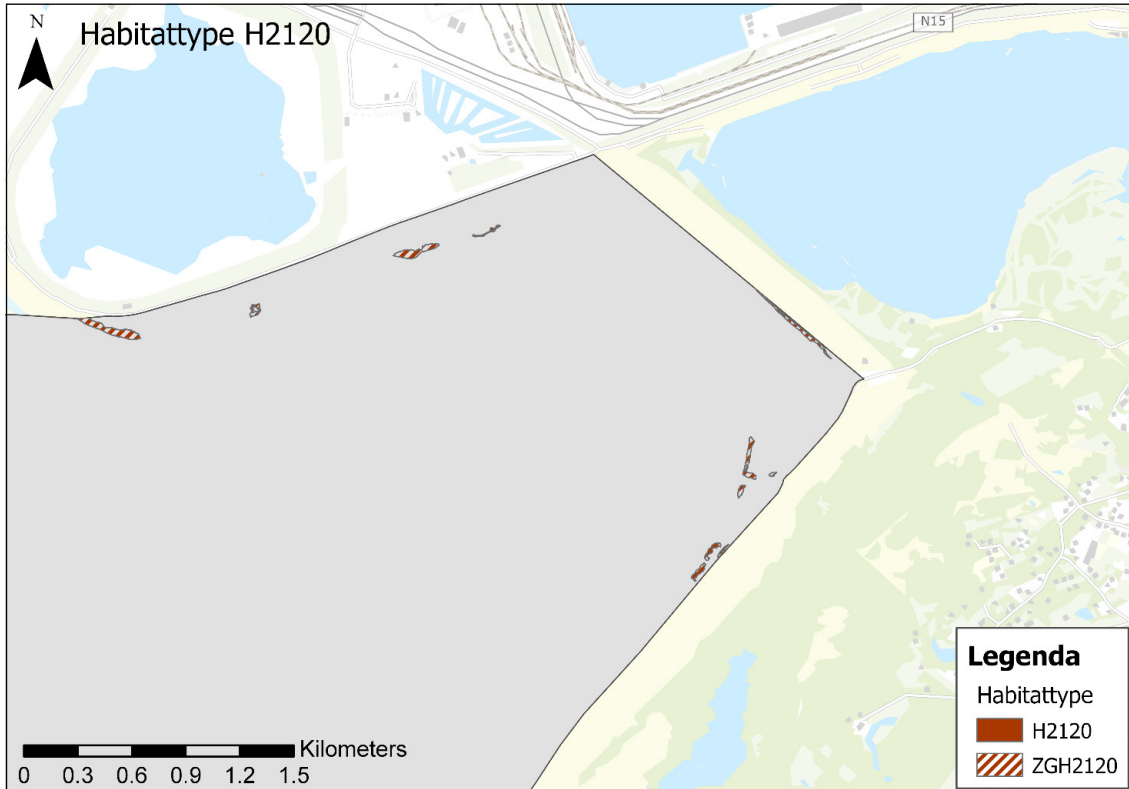 N
Habitattype H2120
N15
Legenda
Habitattype
H2120
ZGH2120
Kilometers
0 0.3 0.6 0.9 1.2 1.5